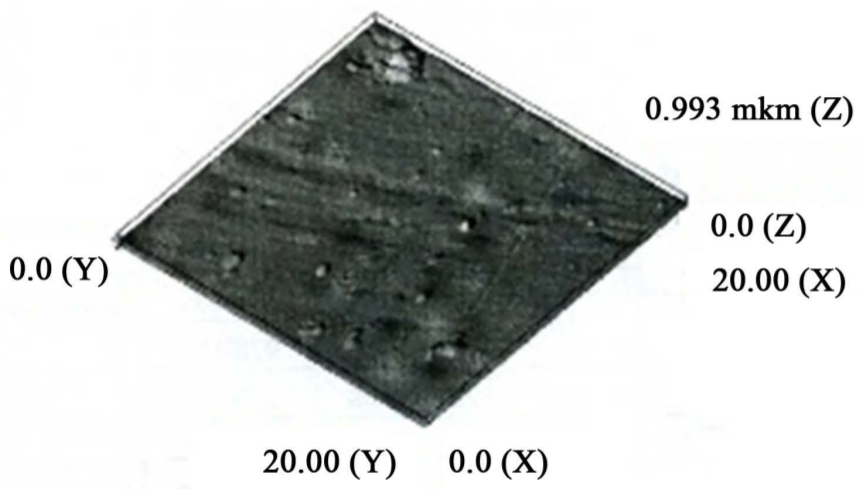 0.993 mkm (Z)
0.0 (Z)
0.0 (Y)
20.00 (X)
20.00 (Y) 0.0 (X)